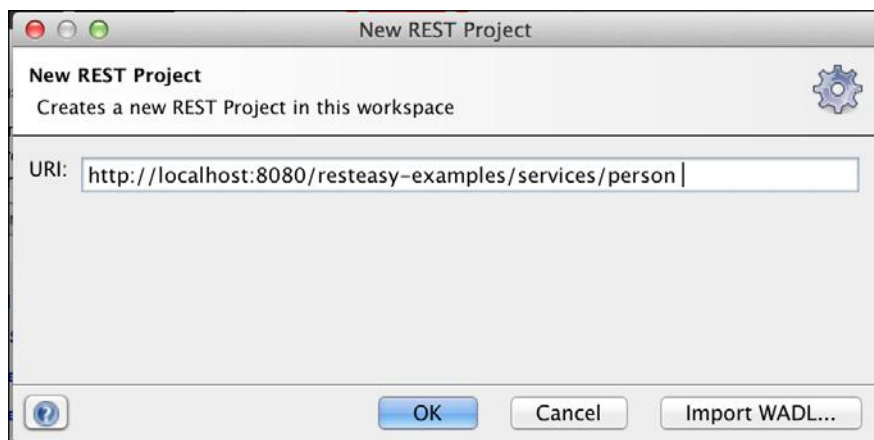 New REST Project
New REST Project
Creates a new REST Project in this workspace
URI: http://localhost:8080/resteasy-examples/services/person
OK Cancel Import WADL...